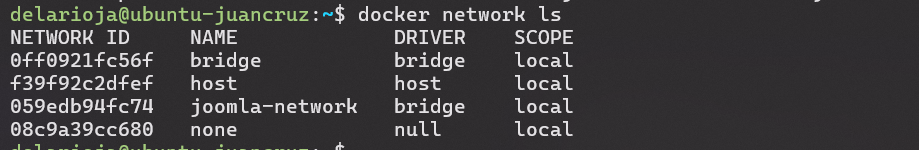 delarioja@ubuntu-juancruz:~$ docker network ls
NETWORK ID     NAME             DRIVER    SCOPE
0ff0921fc56f   bridge           bridge    local
f39f92c2dfef   host             host      local
059edb94fc74   joomla-network   bridge    local
08c9a39cc680   none             null      local
delarioja@ubuntu-juancruz:~$